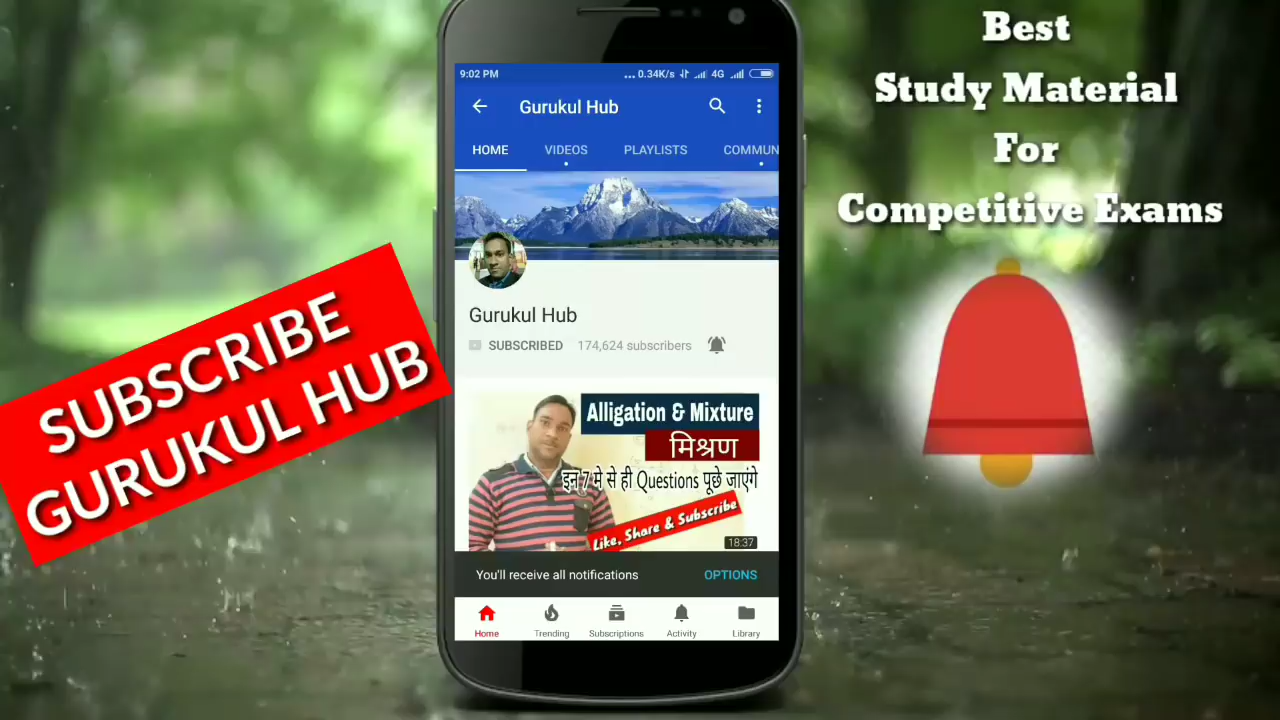 SUBSCRIBE
GURUKUL HUB
9:02 PM
... 0.34K/s 4G
Gurukul Hub
HOME VIDEOS PLAYLISTS COMMUN
Gurukul Hub
SUBSCRIBED 174,624 subscribers
Alligation & Mixture
मिश्रण
इन 7 मे से ही Questions पूछे जाएंगे
Like, Share & Subscribe
18:37
You'll receive all notifications OPTIONS
Home Trending Subscriptions Activity Library
Best
Study Material
For
Competitive Exams